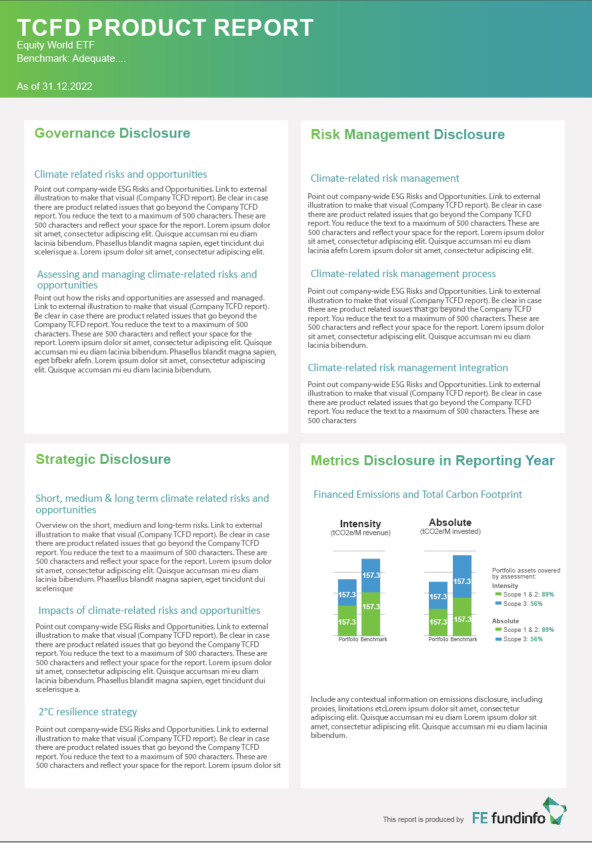 TCFD PRODUCT REPORT
Equity World ETF
Benchmark: Adequate....
As of 31.12.2022
Governance Disclosure
Climate related risks and opportunities
Point out company-wide ESG Risks and Opportunities. Link to external
illustration to make that visual (Company TCFD report). Be clear in case
there are product related issues that go beyond the Company TCFD
report. You reduce the text to a maximum of 500 characters. These are
500 characters and reflect your space for the report. Lorem ipsum dolor
sit amet, consectetur adipiscing elit. Quisque accumsan mi eu diam
lacinia bibendum. Phasellus blandit magna sapien, eget tincidunt dui
scelerisque a. Lorem ipsum dolor sit amet, consectetur adipiscing elit.
Assessing and managing climate-related risks and
opportunities
Point out how the risks and opportunities are assessed and managed.
Link to external illustration to make that visual (Company TCFD report).
Be clear in case there are product related issues that go beyond the
Company TCFD report. You reduce the text to a maximum of 500
characters. These are 500 characters and reflect your space for the
report. Lorem ipsum dolor sit amet, consectetur adipiscing elit. Quisque
accumsan mi eu diam lacinia bibendum. Phasellus blandit magna sapien,
eget bfbekr afefn. Lorem ipsum dolor sit amet, consectetur adipiscing
elit. Quisque accumsan mi eu diam lacinia bibendum.
Risk Management Disclosure
Climate-related risk management
Point out company-wide ESG Risks and Opportunities. Link to external
illustration to make that visual (Company TCFD report). Be clear in case
there are product related issues that go beyond the Company TCFD
report. You reduce the text to a maximum of 500 characters. These are
500 characters and reflect your space for the report. Lorem ipsum dolor
sit amet, consectetur adipiscing elit. Quisque accumsan mi eu diam
lacinia afefn Lorem ipsum dolor sit amet, consectetur adipiscing elit.
Climate-related risk management process
Point out company-wide ESG Risks and Opportunities. Link to external
illustration to make that visual (Company TCFD report). Be clear in case
there are product related issues that go beyond the Company TCFD
report. You reduce the text to a maximum of 500 characters. These are
500 characters and reflect your space for the report. Lorem ipsum dolor
sit amet, consectetur adipiscing elit. Quisque accumsan mi eu diam
lacinia bibendum.
Climate-related risk management integration
Point out company-wide ESG Risks and Opportunities. Link to external
illustration to make that visual (Company TCFD report). Be clear in case
there are product related issues that go beyond the Company TCFD
report. You reduce the text to a maximum of 500 characters. These are
500 characters
Strategic Disclosure
Short, medium & long term climate related risks and
opportunities
Overview on the short, medium and long-term risks. Link to external
illustration to make that visual (Company TCFD report). Be clear in case
there are product related issues that go beyond the Company TCFD
report. You reduce the text to a maximum of 500 characters. These are
500 characters and reflect your space for the report. Lorem ipsum dolor
sit amet, consectetur adipiscing elit. Quisque accumsan mi eu diam
lacinia bibendum. Phasellus blandit magna sapien, eget tincidunt dui
scelerisque
Impacts of climate-related risks and opportunities
Point out company-wide ESG Risks and Opportunities. Link to external
illustration to make that visual (Company TCFD report). Be clear in case
there are product related issues that go beyond the Company TCFD
report. You reduce the text to a maximum of 500 characters. These are
500 characters and reflect your space for the report. Lorem ipsum dolor
sit amet, consectetur adipiscing elit. Quisque accumsan mi eu diam
lacinia bibendum. Phasellus blandit magna sapien, eget tincidunt dui
scelerisque a.
2°C resilience strategy
Point out company-wide ESG Risks and Opportunities. Link to external
illustration to make that visual (Company TCFD report). Be clear in case
there are product related issues that go beyond the Company TCFD
report. You reduce the text to a maximum of 500 characters. These are
500 characters and reflect your space for the report. Lorem ipsum dolor sit
Metrics Disclosure in Reporting Year
Financed Emissions and Total Carbon Footprint
Intensity
(tCO2e/M revenue)
157.3
157.3
157.3
157.3
Portfolio Benchmark
Absolute
(tCO2e/M invested)
157.3
157.3
157.3
157.3
Portfolio Benchmark
Portfolio assets covered
by assessment:
Intensity
Scope 1 & 2: 89%
Scope 3: 56%
Absolute
Scope 1 & 2: 89%
Scope 3: 56%
Include any contextual information on emissions disclosure, including
proxies, limitations etcLorem ipsum dolor sit amet, consectetur
adipiscing elit. Quisque accumsan mi eu diam Lorem ipsum dolor sit
amet, consectetur adipiscing elit. Quisque accumsan mi eu diam lacinia
bibendum.
This report is produced by FE fundinfo